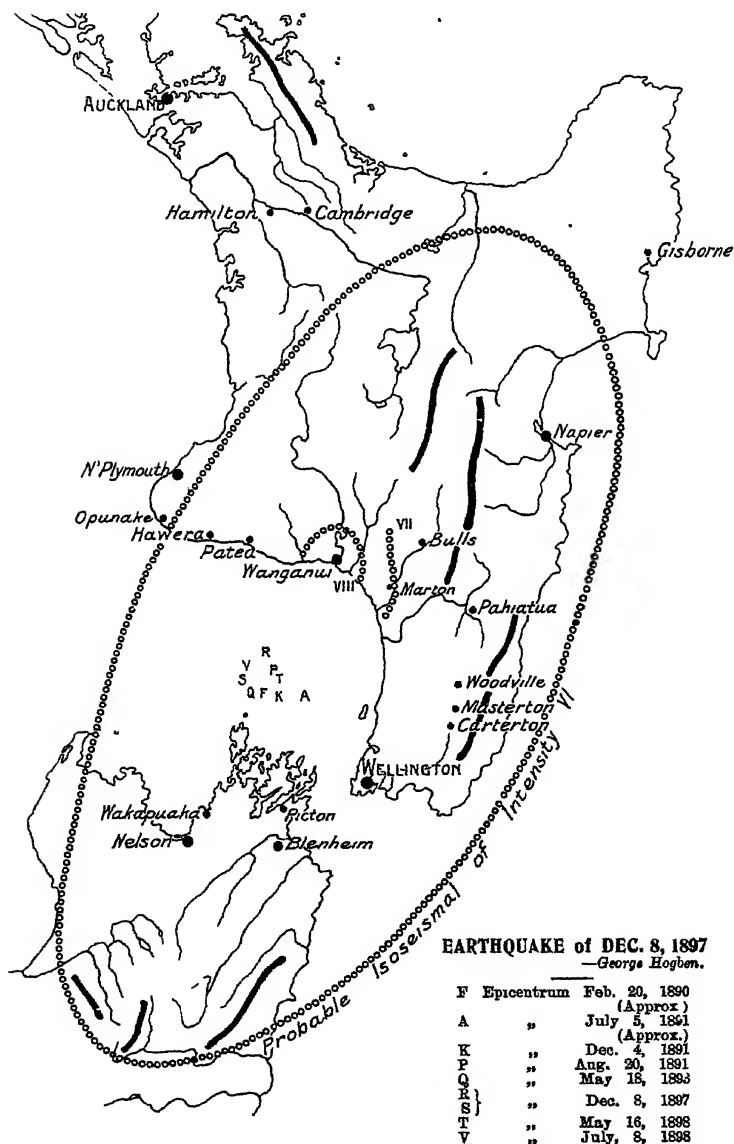 AUCKLAND
Hamilton
Cambridge
Gisborne
Napier
N'Plymouth
Opunake
Hawera
Patea
Wanganui
VII
Bulls
VIII
Marton
Pahiatua
R
V
P
S
T
Q F K A
Woodville
Masterton
Carterton
WELLINGTON
Wakapuaka
Picton
Nelson
Blenheim
Probable Isoseismal of Intensity VI
EARTHQUAKE of DEC. 8, 1897
—George Hogben.
F Epicentrum Feb. 20, 1890
(Approx)
A „ July 5, 1891
(Approx.)
K „ Dec. 4, 1891
P „ Aug. 20, 1891
Q „ May 18,
R
S } „ Dec. 8, 1897
T „ May 16, 1898
V „ July, 8, 1898